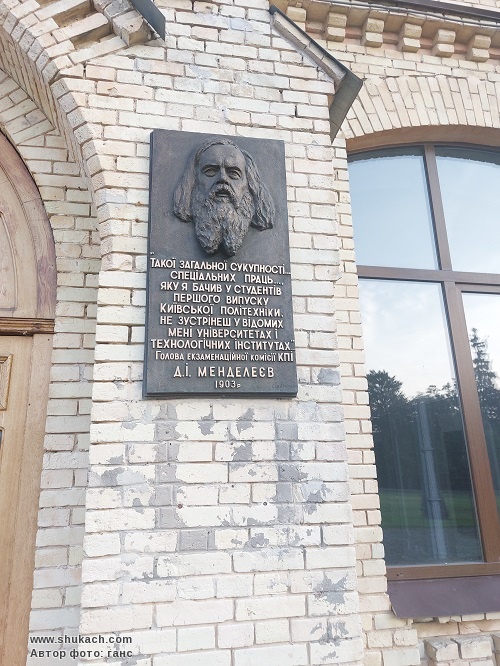 "Такої загальної сукупності...
спеціальних праць...,
яку я бачив у студентів
першого випуску
Київської політехніки,
не зустрінеш у відомих
мені університетах і
технологічних інститутах"
Голова екзаменаційної комісії КПІ
Д.І. Менделеєв
1903р
www.shukach.com
Автор фото: ганс